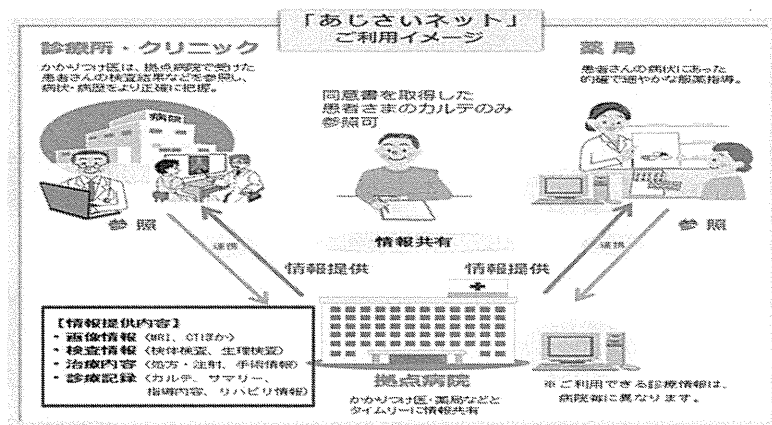 「あじさいネット」
ご利用イメージ
診療所・クリニック
かかりつけ医は、拠点病院で受けた
患者さんの検査結果などを参照し、
病状・病歴をより正確に把握。
病院
参照
連携
情報提供
同意書を取得した
患者さまのカルテのみ
参照可
情報共有
薬局
患者さんの病状にあった
的確で速やかな服薬指導。
参照
連携
情報提供
【情報提供内容】
・画像情報（MRI、CTほか）
・検査情報（検体検査、生理検査）
・治療内容（処方・注射、手術情報）
・診療記録（カルテ、サマリー、
指導内容、リハビリ情報）
拠点病院
かかりつけ医・薬局などと
タイムリーに情報共有
※ご利用できる診療情報は、
病院毎に異なります。